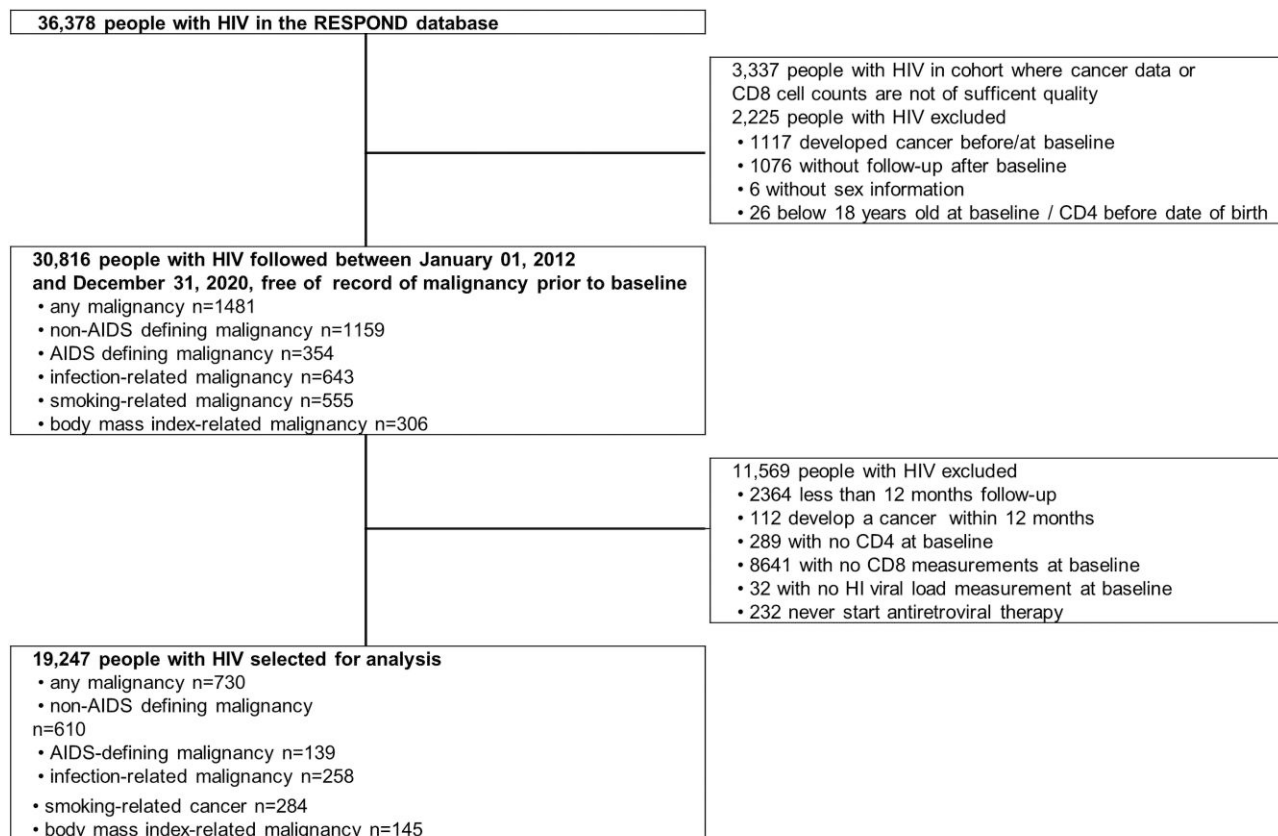 36,378 people with HIV in the RESPOND database
3,337 people with HIV in cohort where cancer data or
CD8 cell counts are not of sufficent quality
2,225 people with HIV excluded
• 1117 developed cancer before/at baseline
• 1076 without follow-up after baseline
• 6 without sex information
• 26 below 18 years old at baseline / CD4 before date of birth
30,816 people with HIV followed between January 01, 2012
and December 31, 2020, free of record of malignancy prior to baseline
• any malignancy n=1481
• non-AIDS defining malignancy n=1159
• AIDS defining malignancy n=354
• infection-related malignancy n=643
• smoking-related malignancy n=555
• body mass index-related malignancy n=306
11,569 people with HIV excluded
• 2364 less than 12 months follow-up
• 112 develop a cancer within 12 months
• 289 with no CD4 at baseline
• 8641 with no CD8 measurements at baseline
• 32 with no HI viral load measurement at baseline
• 232 never start antiretroviral therapy
19,247 people with HIV selected for analysis
• any malignancy n=730
• non-AIDS defining malignancy
n=610
• AIDS-defining malignancy n=139
• infection-related malignancy n=258
• smoking-related cancer n=284
• body mass index-related malignancy n=145